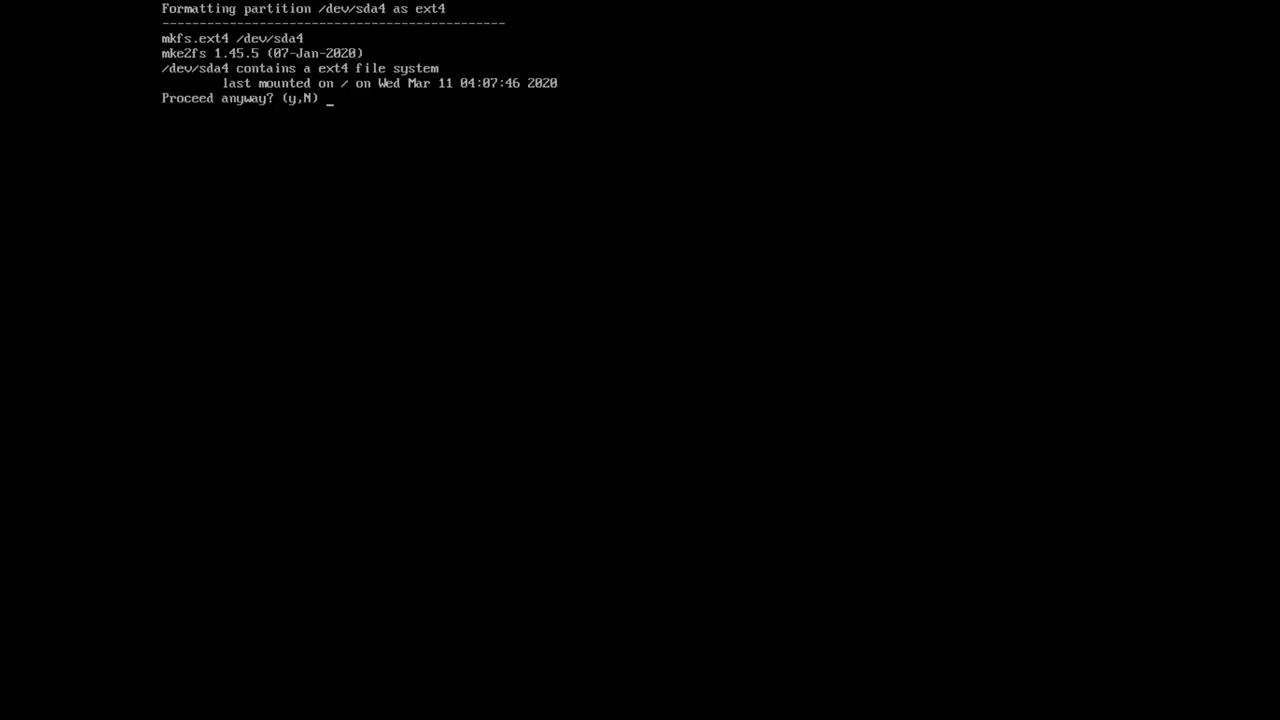 Formatting partition /dev/sda4 as ext4
----------------------------------------------
mkfs.ext4 /dev/sda4
mke2fs 1.45.5 (07-Jan-2020)
/dev/sda4 contains a ext4 file system
        last mounted on / on Wed Mar 11 04:07:46 2020
Proceed anyway? (y,N) _